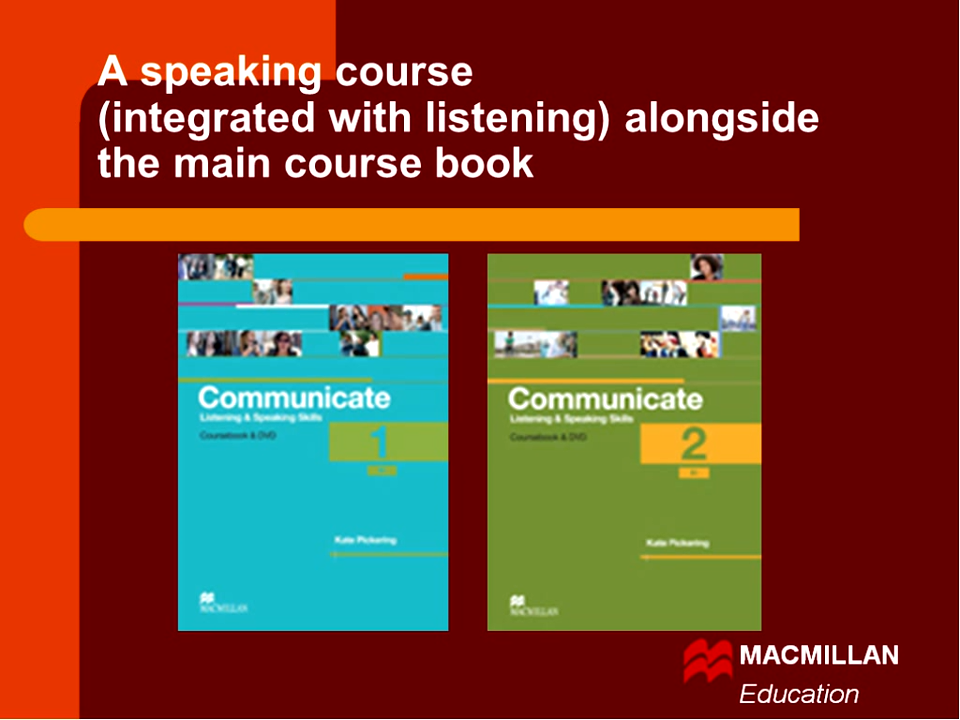 A speaking course
(integrated with listening) alongside
the main course book
Communicate
Listening & Speaking Skills
Coursebook & DVD
1
Kate Pickering
MACMILLAN
Communicate
Listening & Speaking Skills
Coursebook & DVD
2
Kate Pickering
MACMILLAN
MACMILLAN
Education